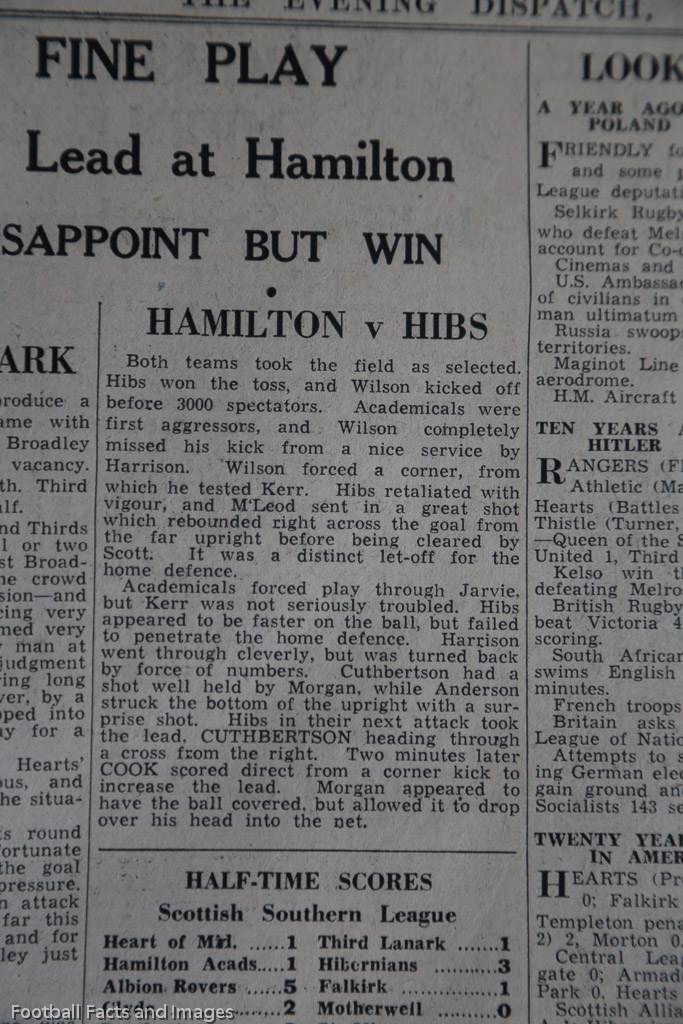 THE EVENING DISPATCH,
FINE PLAY
Lead at Hamilton
SAPPOINT BUT WIN
ARK
roduce a
ame with
Broadley
vacancy.
th. Third
alf.
nd Thirds
l or two
st Broad-
he crowd
sion—and
cing very
med very
man at
judgment
ring long
ver, by a
pped into
ay for a
Hearts'
ous, and
he situa-
s round
fortunate
the goal
pressure.
n attack
far this
and for
ley just
HAMILTON v HIBS
Both teams took the field as selected.
Hibs won the toss, and Wilson kicked off
before 3000 spectators. Academicals were
first aggressors, and Wilson completely
missed his kick from a nice service by
Harrison. Wilson forced a corner, from
which he tested Kerr. Hibs retaliated with
vigour, and M'Leod sent in a great shot
which rebounded right across the goal from
the far upright before being cleared by
Scott. It was a distinct let-off for the
home defence.
Academicals forced play through Jarvie,
but Kerr was not seriously troubled. Hibs
appeared to be faster on the ball, but failed
to penetrate the home defence. Harrison
went through cleverly, but was turned back
by force of numbers. Cuthbertson had a
shot well held by Morgan, while Anderson
struck the bottom of the upright with a sur-
prise shot. Hibs in their next attack took
the lead, CUTHBERTSON heading through
a cross from the right. Two minutes later
COOK scored direct from a corner kick to
increase the lead. Morgan appeared to
have the ball covered, but allowed it to drop
over his head into the net.
HALF-TIME SCORES
Scottish Southern League
Heart of Mid. ......1 Third Lanark .......1
Hamilton Acads.....1 Hibernians ...........3
Albion Rovers .....5 Falkirk ...............1
Clyde ..................2 Motherwell ..........0
LOOK
A YEAR AGO
POLAND
FRIENDLY fo
and some
League deputati
Selkirk Rugby
who defeat Mel
account for Co-o
Cinemas and
U.S. Ambassa
of civilians in
man ultimatum
Russia swoops
territories.
Maginot Line
aerodrome.
H.M. Aircraft
TEN YEARS A
HITLER
RANGERS (Fl
Athletic (Ma
Hearts (Battles
Thistle (Turner,
—Queen of the S
United 1, Third
Kelso win th
defeating Melro
British Rugby
beat Victoria 4
scoring.
South African
swims English
minutes.
French troops
Britain asks
League of Natio
Attempts to s
ing German elec
gain ground and
Socialists 143 se
TWENTY YEAR
IN AMER
HEARTS (Pr
0; Falkirk
Templeton pena
2) 2, Morton 0.
Central Leag
gate 0; Armad
Park 0, Hearts
Scottish Allia
Football Facts and Images